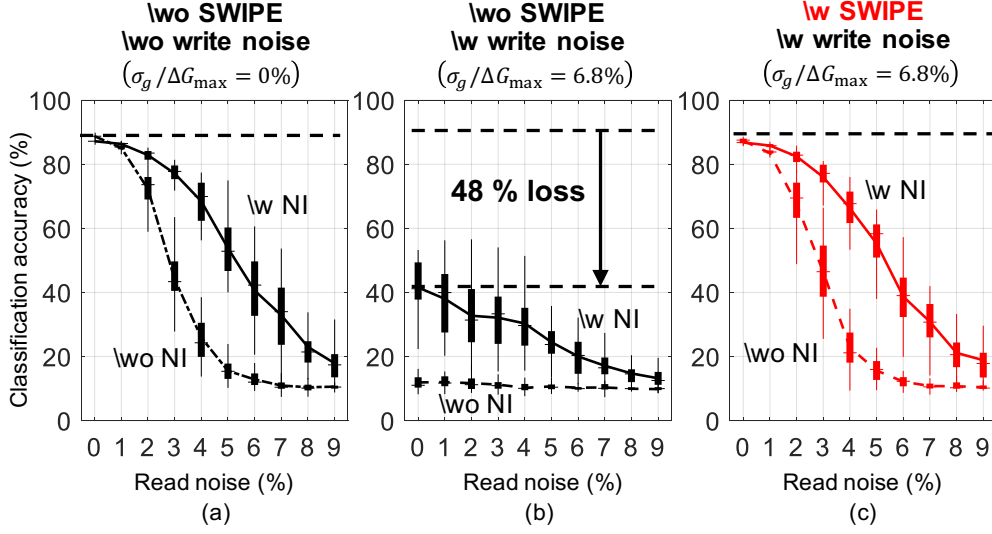 \wo SWIPE
\wo write noise
(σg/ΔGmax = 0%)
\wo SWIPE
\w write noise
(σg/ΔGmax = 6.8%)
\w SWIPE
\w write noise
(σg/ΔGmax = 6.8%)
Classification accuracy (%)
100
80
60
40
20
0
\w NI
\wo NI
0 1 2 3 4 5 6 7 8 9
Read noise (%)
(a)
100
80
60
40
20
0
48 % loss
\w NI
\wo NI
0 1 2 3 4 5 6 7 8 9
Read noise (%)
(b)
100
80
60
40
20
0
\w NI
\wo NI
0 1 2 3 4 5 6 7 8 9
Read noise (%)
(c)